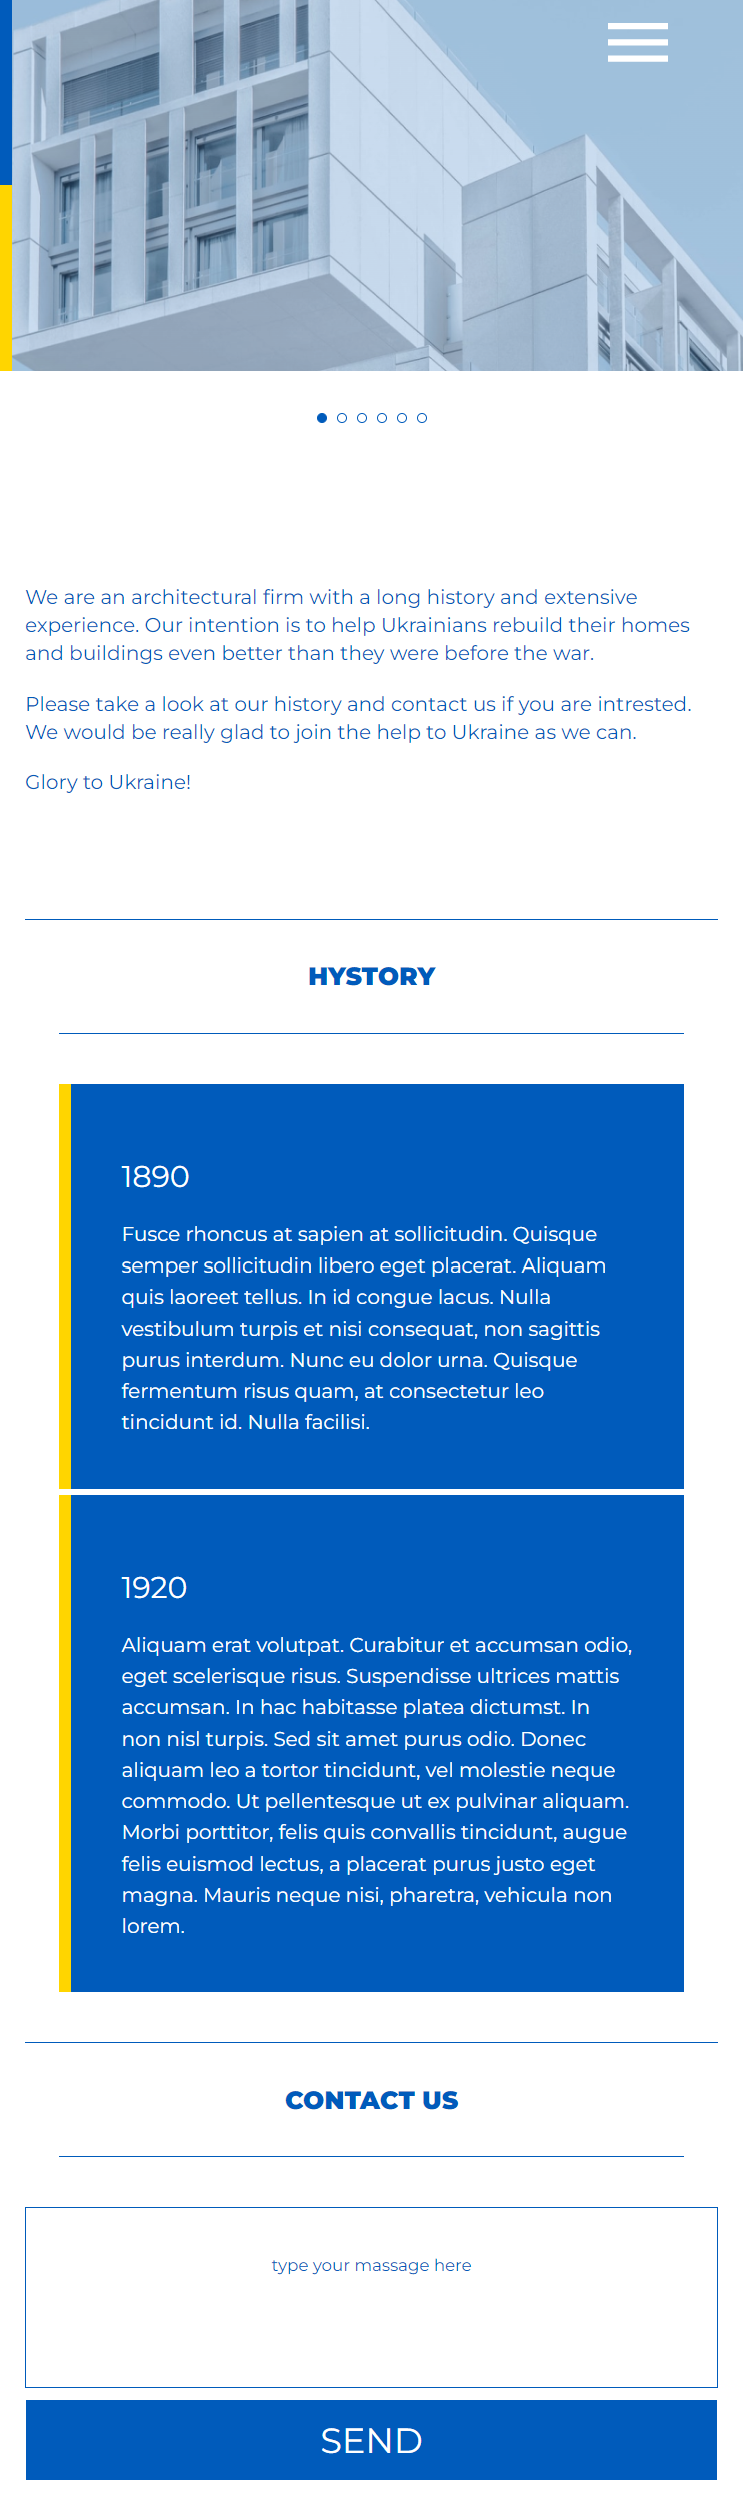 We are an architectural firm with a long history and extensive
experience. Our intention is to help Ukrainians rebuild their homes
and buildings even better than they were before the war.
Please take a look at our history and contact us if you are intrested.
We would be really glad to join the help to Ukraine as we can.
Glory to Ukraine!
HYSTORY
1890
Fusce rhoncus at sapien at sollicitudin. Quisque
semper sollicitudin libero eget placerat. Aliquam
quis laoreet tellus. In id congue lacus. Nulla
vestibulum turpis et nisi consequat, non sagittis
purus interdum. Nunc eu dolor urna. Quisque
fermentum risus quam, at consectetur leo
tincidunt id. Nulla facilisi.
1920
Aliquam erat volutpat. Curabitur et accumsan odio,
eget scelerisque risus. Suspendisse ultrices mattis
accumsan. In hac habitasse platea dictumst. In
non nisl turpis. Sed sit amet purus odio. Donec
aliquam leo a tortor tincidunt, vel molestie neque
commodo. Ut pellentesque ut ex pulvinar aliquam.
Morbi porttitor, felis quis convallis tincidunt, augue
felis euismod lectus, a placerat purus justo eget
magna. Mauris neque nisi, pharetra, vehicula non
lorem.
CONTACT US
type your massage here
SEND